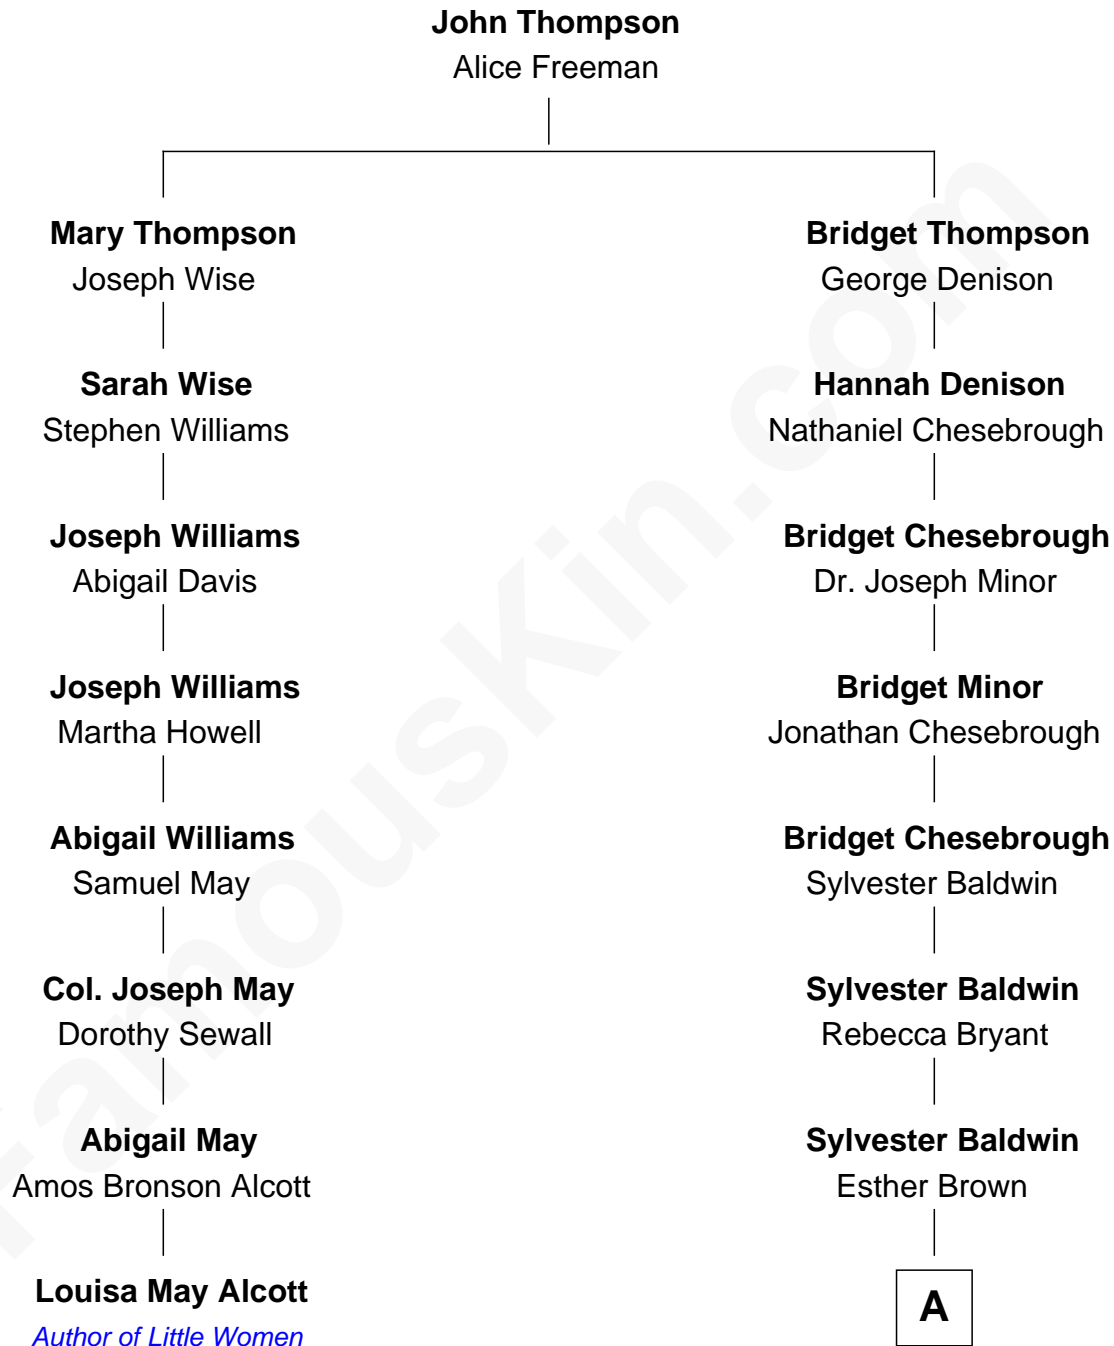 John Thompson
Alice Freeman
Mary Thompson
Joseph Wise
Sarah Wise
Stephen Williams
Joseph Williams
Abigail Davis
Joseph Williams
Martha Howell
Abigail Williams
Samuel May
Col. Joseph May
Dorothy Sewall
Abigail May
Amos Bronson Alcott
Louisa May Alcott
Author of Little Women
Bridget Thompson
George Denison
Hannah Denison
Nathaniel Chesebrough
Bridget Chesebrough
Dr. Joseph Minor
Bridget Minor
Jonathan Chesebrough
Bridget Chesebrough
Sylvester Baldwin
Sylvester Baldwin
Rebecca Bryant
Sylvester Baldwin
Esther Brown
A
FamousKin.com